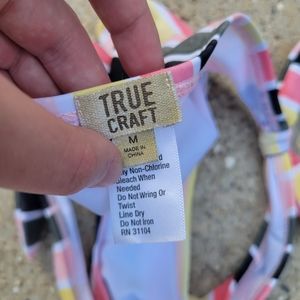 TRUE
CRAFT
M
MADE IN
CHINA
Non-Chlorine
Bleach When
Needed
Do Not Wring Or
Twist
Line Dry
Do Not Iron
RN 31104